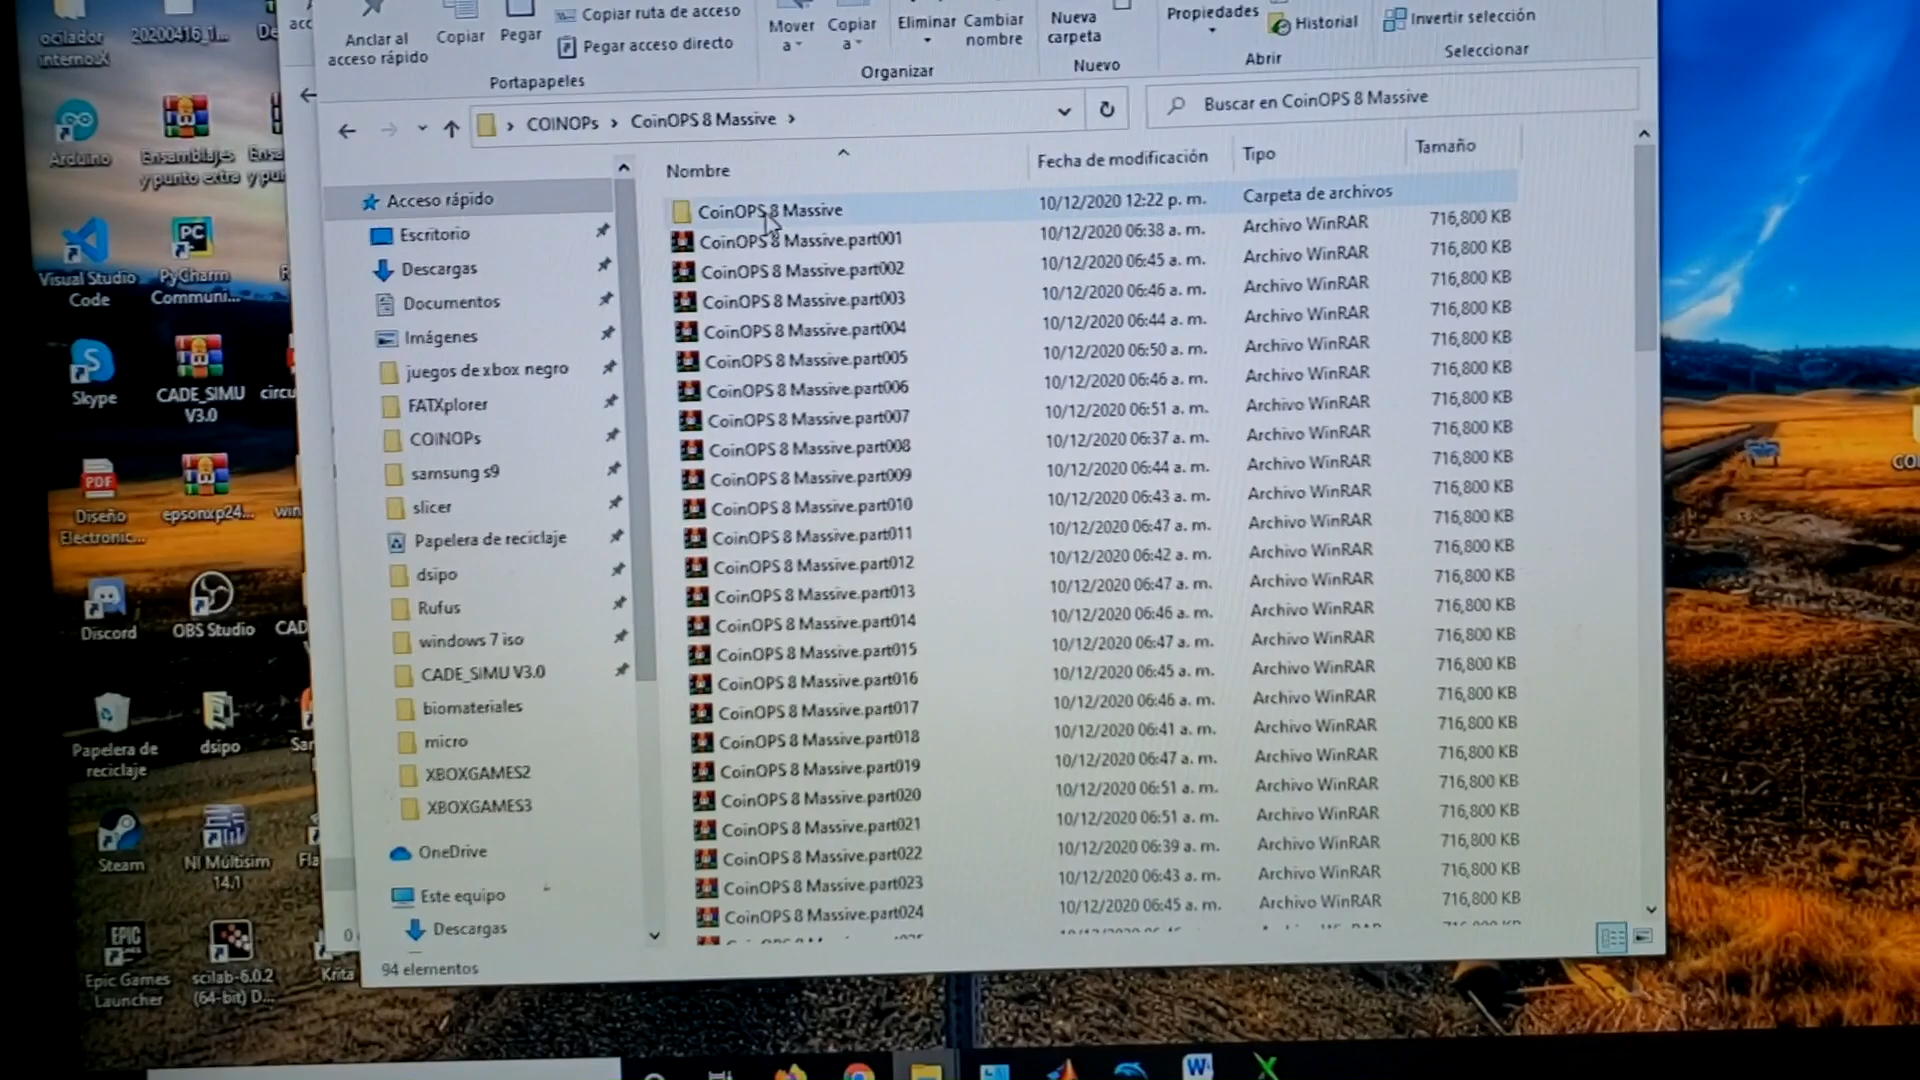 Anclar al
acceso rápido
Copiar
Pegar
Copiar ruta de acceso
Pegar acceso directo
Portapapeles
Mover
a
Copiar
a
Eliminar
Cambiar
nombre
Organizar
Nueva
carpeta
Nuevo
Propiedades
Historial
Abrir
Invertir selección
Seleccionar
COINOPs > CoinOPS 8 Massive >
Buscar en CoinOPS 8 Massive
Nombre Fecha de modificación Tipo Tamaño
CoinOPS 8 Massive 10/12/2020 12:22 p. m. Carpeta de archivos
CoinOPS 8 Massive.part001 10/12/2020 06:38 a. m. Archivo WinRAR 716,800 KB
CoinOPS 8 Massive.part002 10/12/2020 06:45 a. m. Archivo WinRAR 716,800 KB
CoinOPS 8 Massive.part003 10/12/2020 06:46 a. m. Archivo WinRAR 716,800 KB
CoinOPS 8 Massive.part004 10/12/2020 06:44 a. m. Archivo WinRAR 716,800 KB
CoinOPS 8 Massive.part005 10/12/2020 06:50 a. m. Archivo WinRAR 716,800 KB
CoinOPS 8 Massive.part006 10/12/2020 06:46 a. m. Archivo WinRAR 716,800 KB
CoinOPS 8 Massive.part007 10/12/2020 06:51 a. m. Archivo WinRAR 716,800 KB
CoinOPS 8 Massive.part008 10/12/2020 06:37 a. m. Archivo WinRAR 716,800 KB
CoinOPS 8 Massive.part009 10/12/2020 06:44 a. m. Archivo WinRAR 716,800 KB
CoinOPS 8 Massive.part010 10/12/2020 06:43 a. m. Archivo WinRAR 716,800 KB
CoinOPS 8 Massive.part011 10/12/2020 06:47 a. m. Archivo WinRAR 716,800 KB
CoinOPS 8 Massive.part012 10/12/2020 06:42 a. m. Archivo WinRAR 716,800 KB
CoinOPS 8 Massive.part013 10/12/2020 06:47 a. m. Archivo WinRAR 716,800 KB
CoinOPS 8 Massive.part014 10/12/2020 06:46 a. m. Archivo WinRAR 716,800 KB
CoinOPS 8 Massive.part015 10/12/2020 06:47 a. m. Archivo WinRAR 716,800 KB
CoinOPS 8 Massive.part016 10/12/2020 06:45 a. m. Archivo WinRAR 716,800 KB
CoinOPS 8 Massive.part017 10/12/2020 06:46 a. m. Archivo WinRAR 716,800 KB
CoinOPS 8 Massive.part018 10/12/2020 06:41 a. m. Archivo WinRAR 716,800 KB
CoinOPS 8 Massive.part019 10/12/2020 06:47 a. m. Archivo WinRAR 716,800 KB
CoinOPS 8 Massive.part020 10/12/2020 06:51 a. m. Archivo WinRAR 716,800 KB
CoinOPS 8 Massive.part021 10/12/2020 06:51 a. m. Archivo WinRAR 716,800 KB
CoinOPS 8 Massive.part022 10/12/2020 06:39 a. m. Archivo WinRAR 716,800 KB
CoinOPS 8 Massive.part023 10/12/2020 06:43 a. m. Archivo WinRAR 716,800 KB
CoinOPS 8 Massive.part024 10/12/2020 06:45 a. m. Archivo WinRAR 716,800 KB
Acceso rápido
Escritorio
Descargas
Documentos
Imágenes
juegos de xbox negro
FATXplorer
COINOPs
samsung s9
slicer
Papelera de reciclaje
dsipo
Rufus
windows 7 iso
CADE_SIMU V3.0
biomateriales
micro
XBOXGAMES2
XBOXGAMES3
OneDrive
Este equipo
Descargas
94 elementos
ocilador
interno.X
20200416_1...
Arduino
Ensamblajes
y punto extra
Visual Studio
Code
PyCharm
Communi...
Skype
CADE_SIMU
V3.0
circu
PDF
Diseño
Electronic...
epsonxp24...
win
Discord
OBS Studio
CAD
Papelera de
reciclaje
dsipo
Steam
NI Multisim
14.1
EPIC
GAMES
Epic Games
Launcher
scilab-6.0.2
(64-bit) D...
Krita